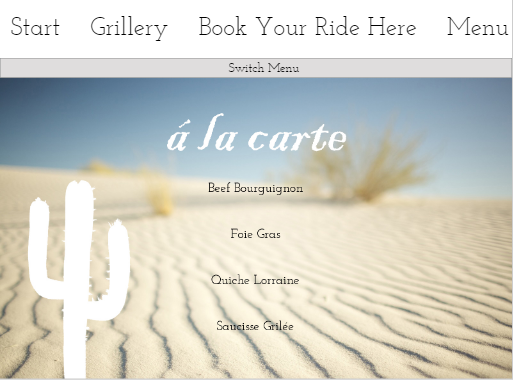 Start Grillery Book Your Ride Here Menu
Switch Menu
á la carte
Beef Bourguignon
Foie Gras
Quiche Lorraine
Saucisse Grilée